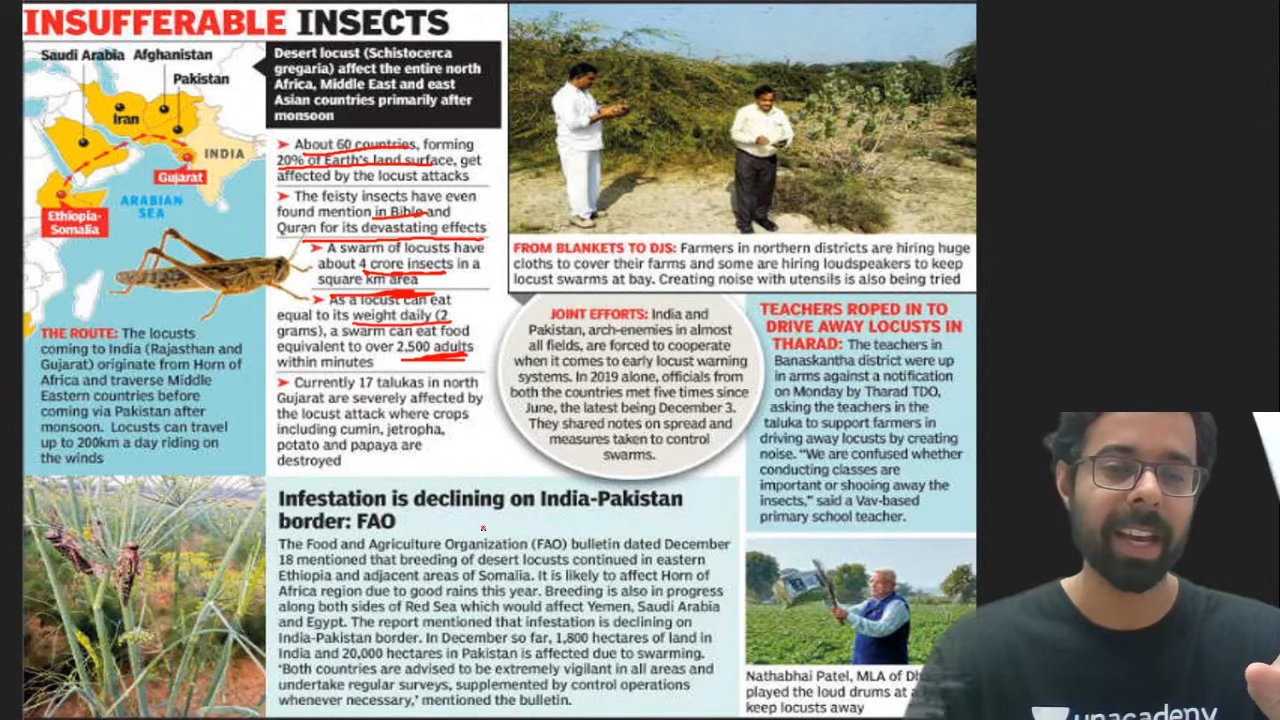 INSUFFERABLE INSECTS
Saudi Arabia Afghanistan
Pakistan
Iran
INDIA
Gujarat
ARABIAN
SEA
Ethiopia-
Somalia
THE ROUTE: The locusts
coming to India (Rajasthan and
Gujarat) originate from Horn of
Africa and traverse Middle
Eastern countries before
coming via Pakistan after
monsoon. Locusts can travel
up to 200km a day riding on
the winds
Desert locust (Schistocerca
gregaria) affect the entire north
Africa, Middle East and east
Asian countries primarily after
monsoon
About 60 countries, forming
20% of Earth's land surface, get
affected by the locust attacks
The feisty insects have even
found mention in Bible and
Quran for its devastating effects
A swarm of locusts have
about 4 crore insects in a
square km area
As a locust can eat
equal to its weight daily (2
grams), a swarm can eat food
equivalent to over 2,500 adults
within minutes
Currently 17 talukas in north
Gujarat are severely affected by
the locust attack where crops
including cumin, jetropha,
potato and papaya are
destroyed
FROM BLANKETS TO DJS: Farmers in northern districts are hiring huge
cloths to cover their farms and some are hiring loudspeakers to keep
locust swarms at bay. Creating noise with utensils is also being tried
JOINT EFFORTS: India and
Pakistan, arch-enemies in almost
all fields, are forced to cooperate
when it comes to early locust warning
systems. In 2019 alone, officials from
both the countries met five times since
June, the latest being December 3.
They shared notes on spread and
measures taken to control
swarms.
TEACHERS ROPED IN TO
DRIVE AWAY LOCUSTS IN
THARAD: The teachers in
Banaskantha district were up
in arms against a notification
on Monday by Tharad TDO,
asking the teachers in the
taluka to support farmers in
driving away locusts by creating
noise. "We are confused whether
conducting classes are
important or shooing away the
insects," said a Vav-based
primary school teacher.
Infestation is declining on India-Pakistan
border: FAO
The Food and Agriculture Organization (FAO) bulletin dated December
18 mentioned that breeding of desert locusts continued in eastern
Ethiopia and adjacent areas of Somalia. It is likely to affect Horn of
Africa region due to good rains this year. Breeding is also in progress
along both sides of Red Sea which would affect Yemen, Saudi Arabia
and Egypt. The report mentioned that infestation is declining on
India-Pakistan border. In December so far, 1,800 hectares of land in
India and 20,000 hectares in Pakistan is affected due to swarming.
'Both countries are advised to be extremely vigilant in all areas and
undertake regular surveys, supplemented by control operations
whenever necessary,' mentioned the bulletin.
Nathabhai Patel, MLA of
played the loud drums at
keep locusts away
unacademy